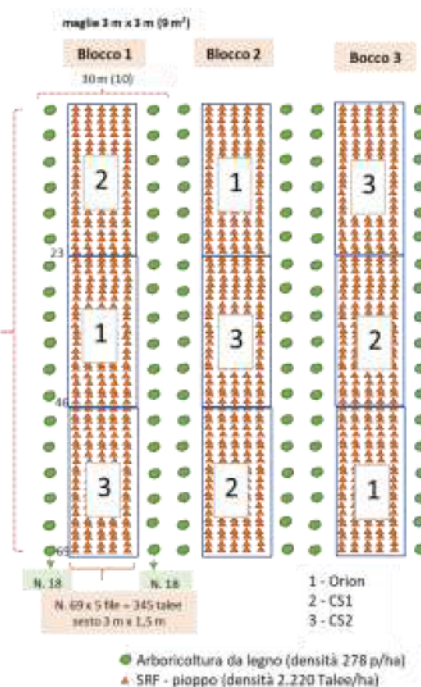 maglie 3 m x 3 m (9 m²)
Blocco 1
Blocco 2
Bocco 3
30 m (10)
2
1
3
23
1
3
2
46
3
2
1
69
N. 18
N. 18
N. 69 x 5 file = 345 talee
sesto 3 m x 1,5 m
1 - Orion
2 - CS1
3 - CS2
Arboricoltura da legno (densità 278 p/ha)
SRF - pioppo (densità 2.220 Talee/ha)